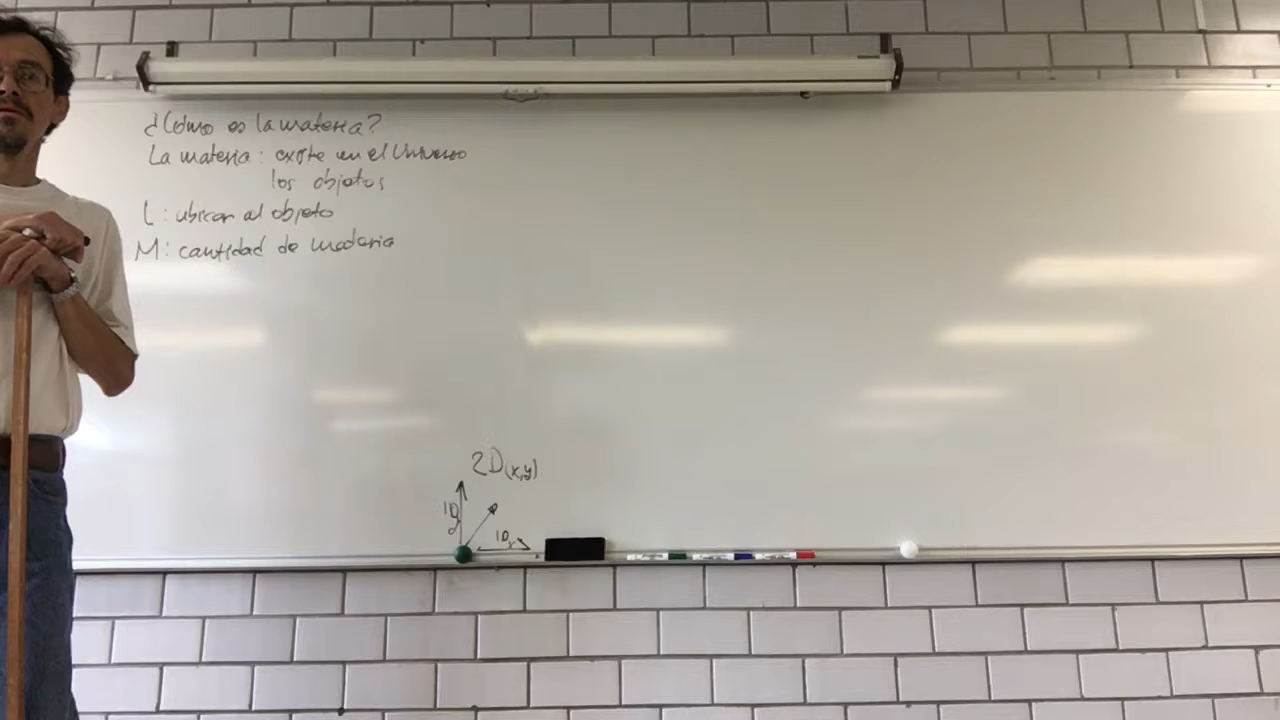 ¿Cómo es la materia?
La materia: existe en el Universo
los objetos
L: ubicar al objeto
M: cantidad de materia
2D(x,y)
1D y
1D x